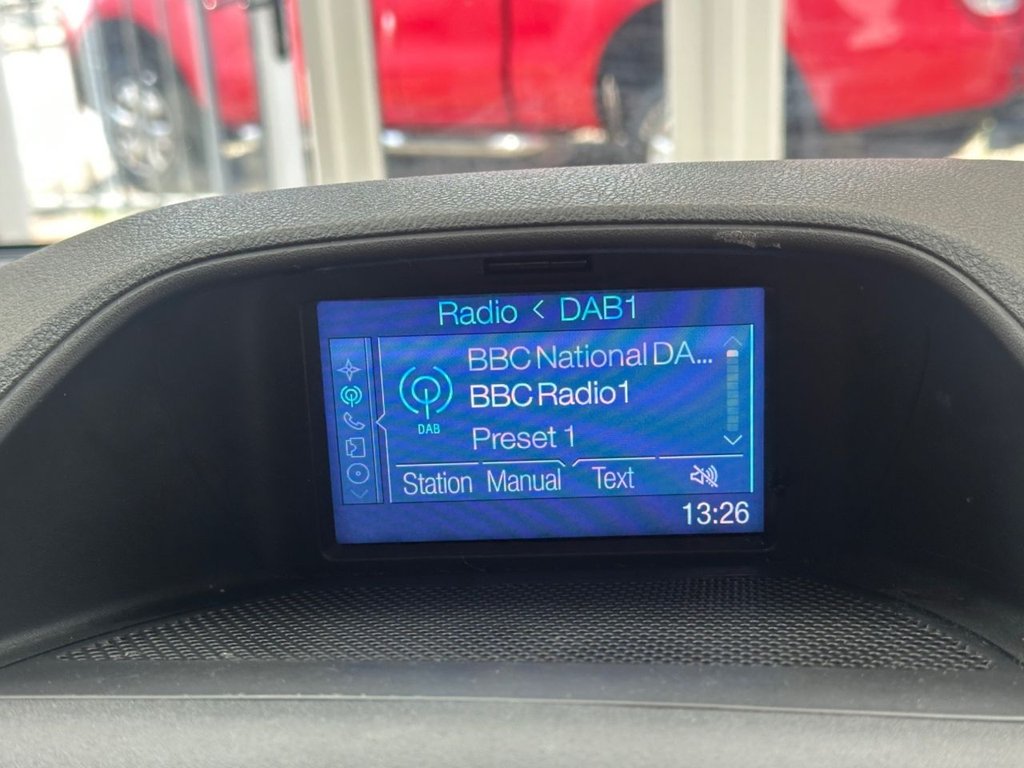 Radio < DAB1
BBC National DA...
BBC Radio1
DAB
Preset 1
Station Manual Text
13:26